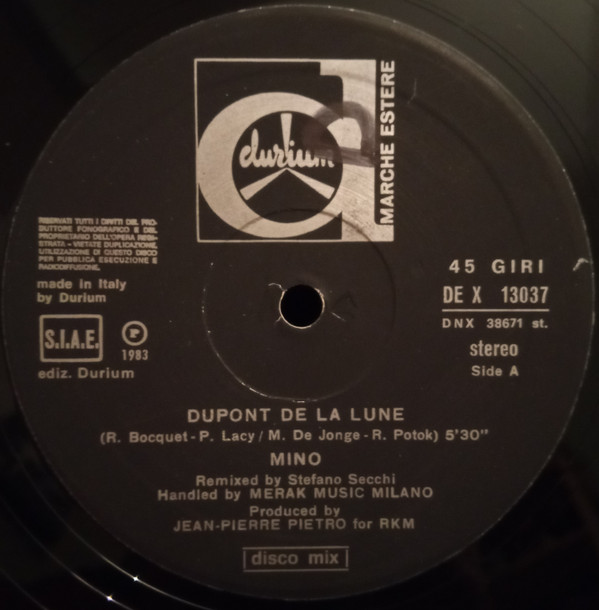 durium
MARCHE ESTERE
RISERVATI TUTTI I DIRITTI DEL PRO-
DUTTORE FONOGRAFICO E DEL
PROPRIETARIO DELL'OPERA REGI-
STRATA - VIETATE DUPLICAZIONE,
UTILIZZAZIONE DI QUESTO DISCO
PER PUBBLICA ESECUZIONE E
RADIODIFFUSIONE.
made in Italy
by Durium
S.I.A.E.
P
1983
ediz. Durium
45 GIRI
DE X 13037
DNX 38671 st.
stereo
Side A
DUPONT DE LA LUNE
(R. Bocquet - P. Lacy / M. De Jonge - R. Potok) 5'30"
MINO
Remixed by Stefano Secchi
Handled by MERAK MUSIC MILANO
Produced by
JEAN-PIERRE PIETRO for RKM
disco mix